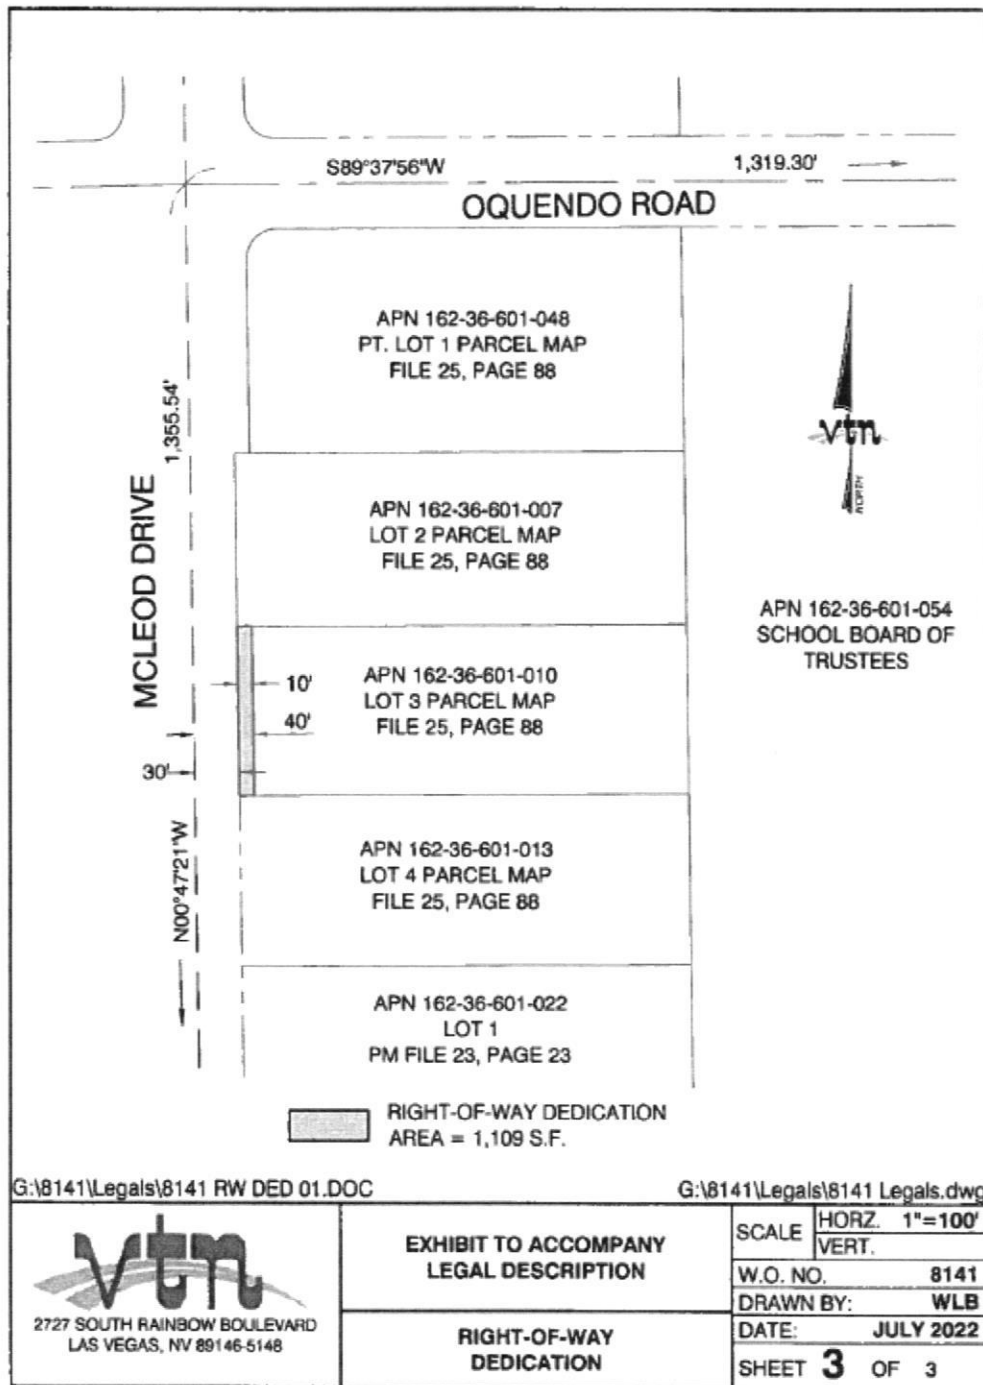 S89°37'56"W
1,319.30'
OQUENDO ROAD
APN 162-36-601-048
PT. LOT 1 PARCEL MAP
FILE 25, PAGE 88
1,355.54'
MCLEOD DRIVE
vtn
NORTH
APN 162-36-601-007
LOT 2 PARCEL MAP
FILE 25, PAGE 88
APN 162-36-601-054
SCHOOL BOARD OF
TRUSTEES
APN 162-36-601-010
LOT 3 PARCEL MAP
FILE 25, PAGE 88
10'
40'
30'
N00°47'21"W
APN 162-36-601-013
LOT 4 PARCEL MAP
FILE 25, PAGE 88
APN 162-36-601-022
LOT 1
PM FILE 23, PAGE 23
RIGHT-OF-WAY DEDICATION
AREA = 1,109 S.F.
G:\8141\Legals\8141 RW DED 01.DOC
G:\8141\Legals\8141 Legals.dwg
vtn
2727 SOUTH RAINBOW BOULEVARD
LAS VEGAS, NV 89146-5148
EXHIBIT TO ACCOMPANY
LEGAL DESCRIPTION
RIGHT-OF-WAY
DEDICATION
SCALE HORZ. 1"=100'
VERT.
W.O. NO. 8141
DRAWN BY: WLB
DATE: JULY 2022
SHEET 3 OF 3